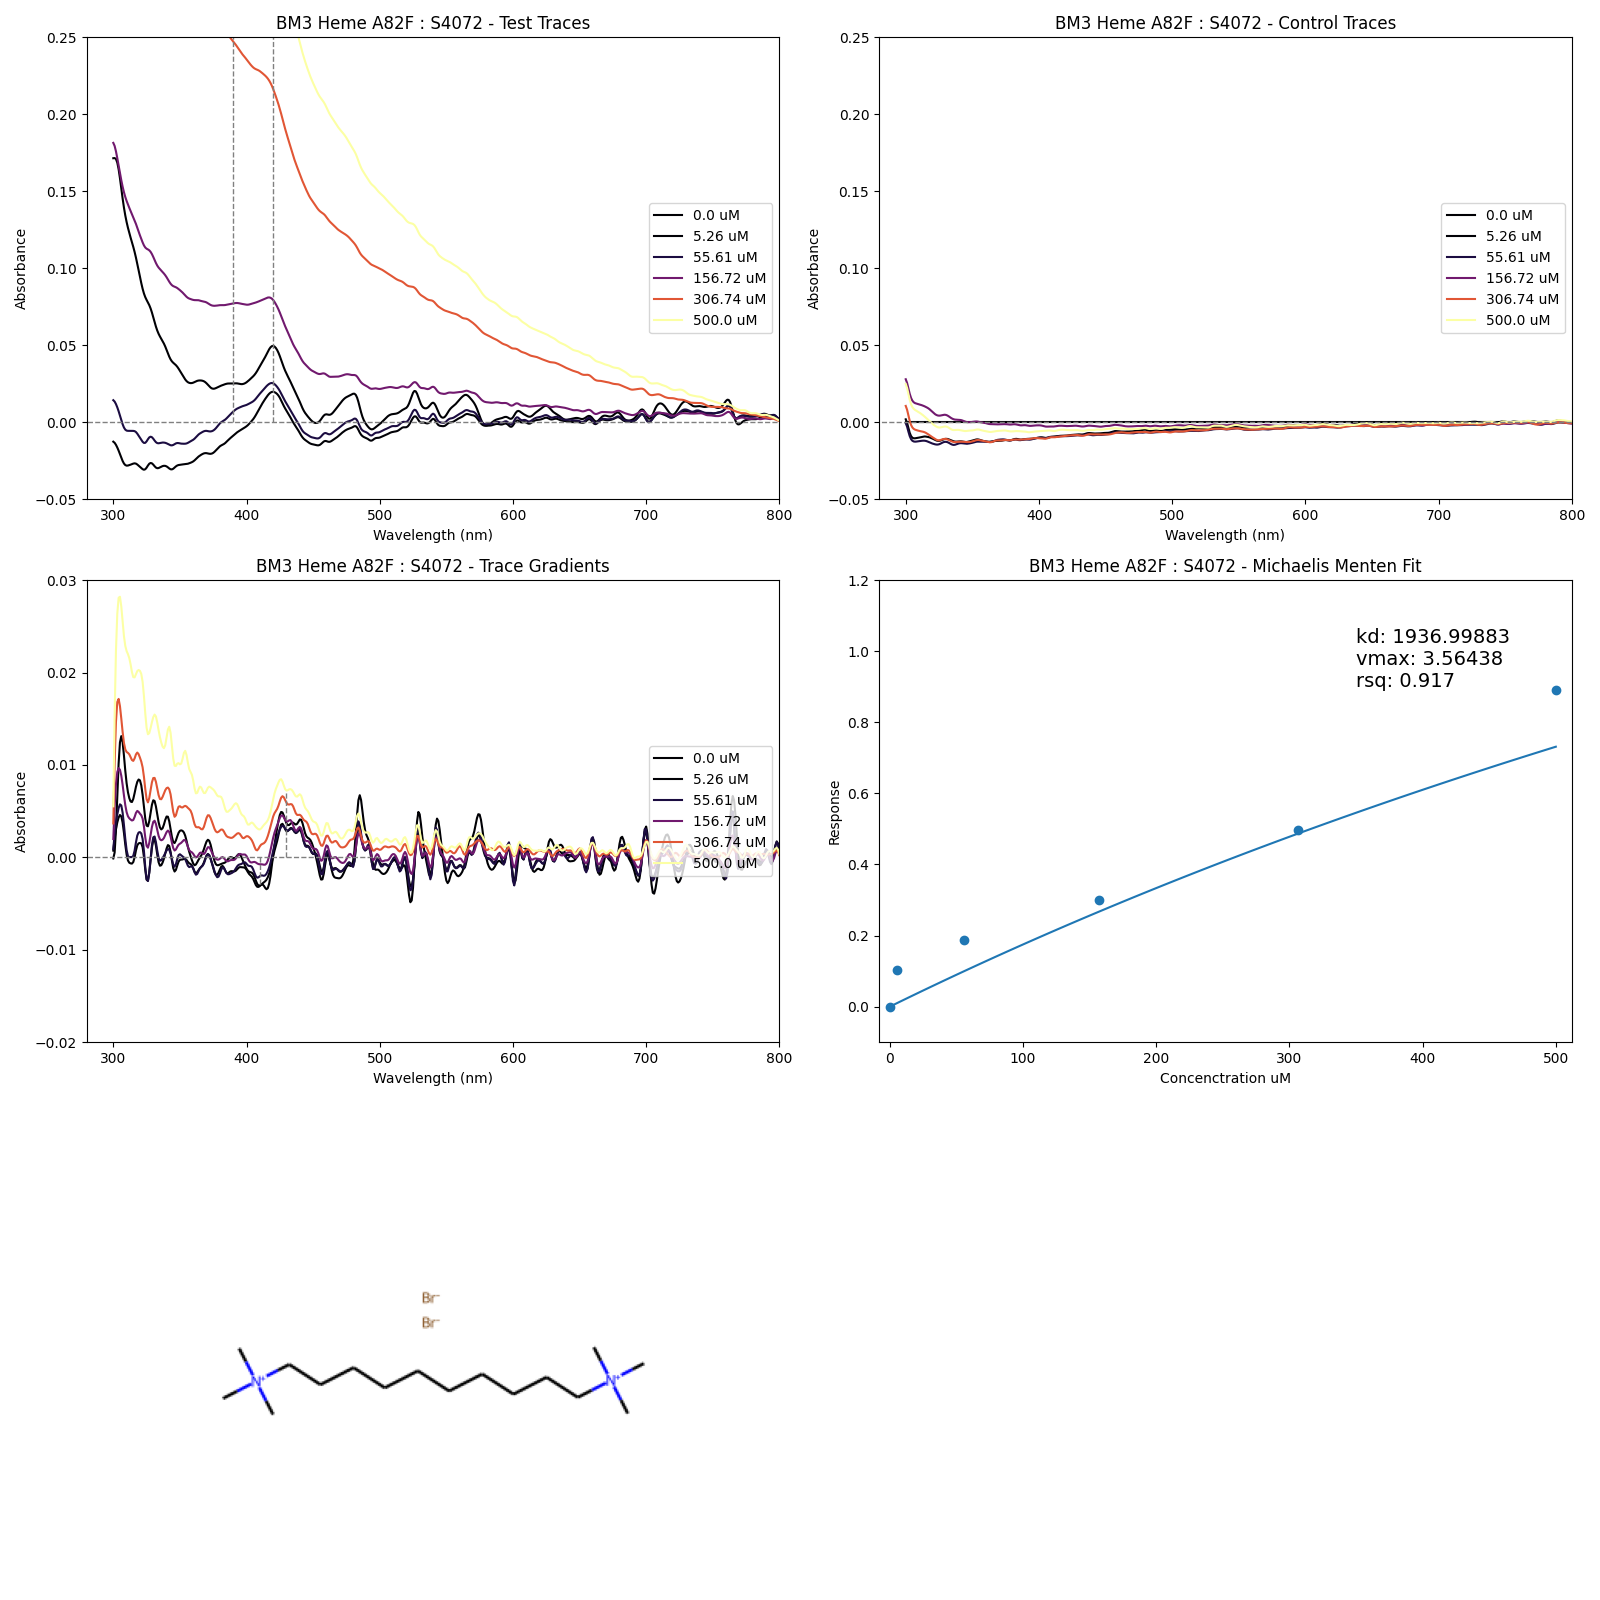 BM3 Heme A82F : S4072 - Test Traces
0.25
0.20
0.15
0.10
0.05
0.00
−0.05
Absorbance
300 400 500 600 700 800
Wavelength (nm)
0.0 uM
5.26 uM
55.61 uM
156.72 uM
306.74 uM
500.0 uM
BM3 Heme A82F : S4072 - Control Traces
0.25
0.20
0.15
0.10
0.05
0.00
−0.05
Absorbance
300 400 500 600 700 800
Wavelength (nm)
0.0 uM
5.26 uM
55.61 uM
156.72 uM
306.74 uM
500.0 uM
BM3 Heme A82F : S4072 - Trace Gradients
0.03
0.02
0.01
0.00
−0.01
−0.02
Absorbance
300 400 500 600 700 800
Wavelength (nm)
0.0 uM
5.26 uM
55.61 uM
156.72 uM
306.74 uM
500.0 uM
BM3 Heme A82F : S4072 - Michaelis Menten Fit
1.2
1.0
0.8
0.6
0.4
0.2
0.0
Response
0 100 200 300 400 500
Concenctration uM
kd: 1936.99883
vmax: 3.56438
rsq: 0.917
Br⁻
Br⁻
N⁺ N⁺